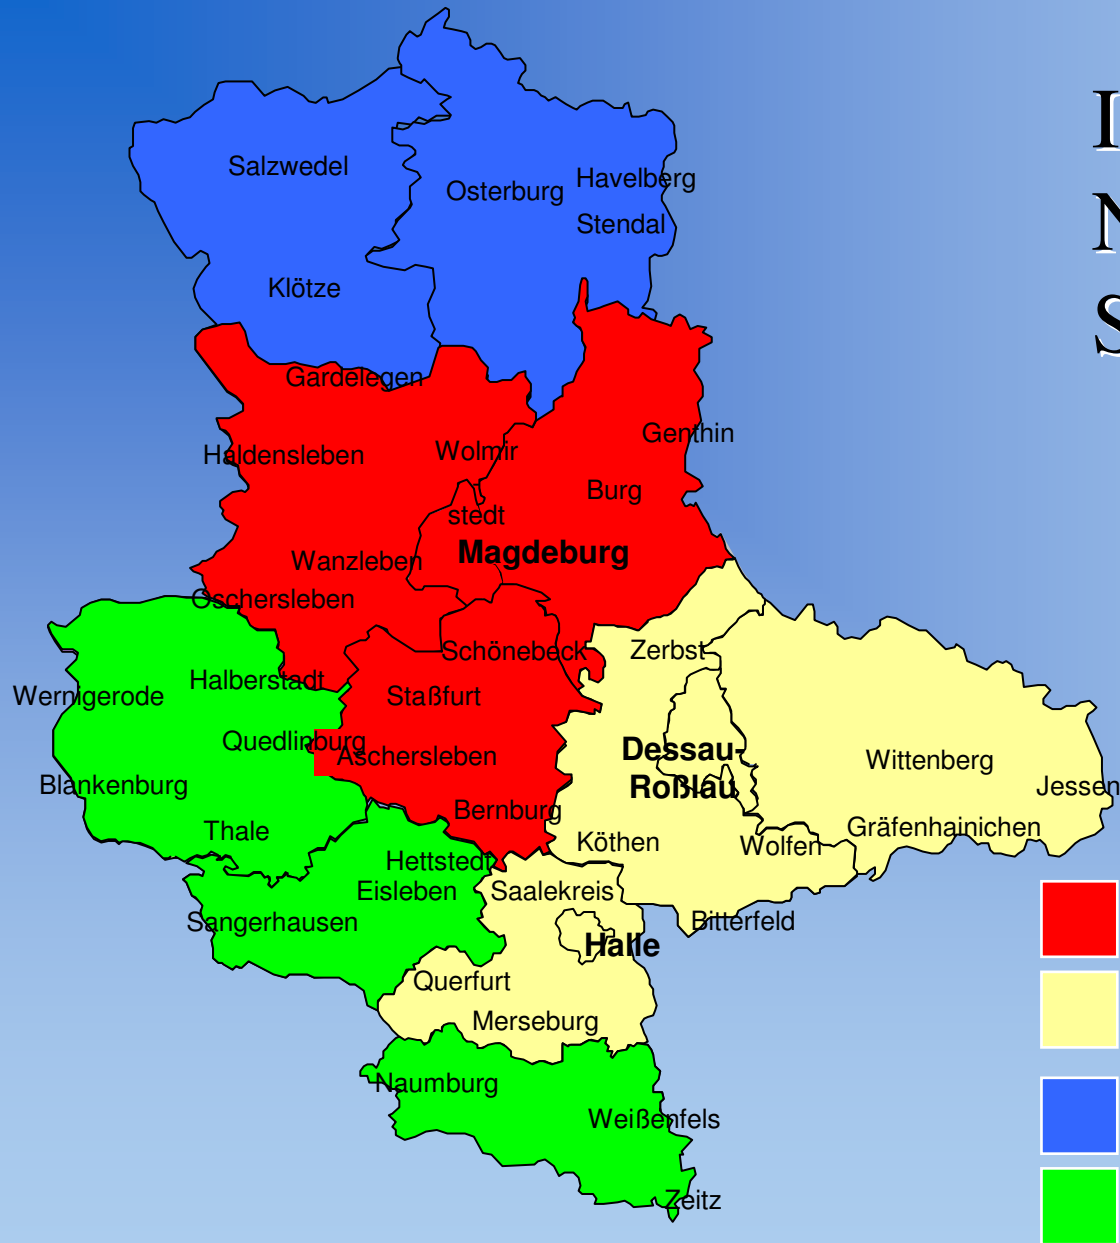 I
N
S
Salzwedel
Osterburg
Havelberg
Stendal
Klötze
Gardelegen
Genthin
Haldensleben
Wolmir
stedt
Burg
Magdeburg
Wanzleben
Oschersleben
Schönebeck
Zerbst
Halberstadt
Wernigerode
Staßfurt
Quedlinburg
Aschersleben
Dessau-
Roßlau
Wittenberg
Jessen
Blankenburg
Bernburg
Thale
Köthen
Wolfen
Gräfenhainichen
Hettstedt
Eisleben
Saalekreis
Sangerhausen
Bitterfeld
Halle
Querfurt
Merseburg
Naumburg
Weißenfels
Zeitz